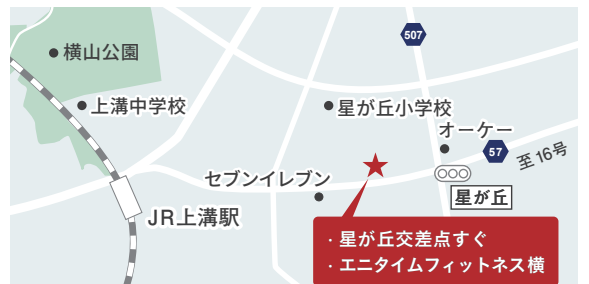 507
横山公園
上溝中学校
星が丘小学校
オーケー
57
至16号
セブンイレブン
星が丘
JR上溝駅
・星が丘交差点すぐ
・エニタイムフィットネス横